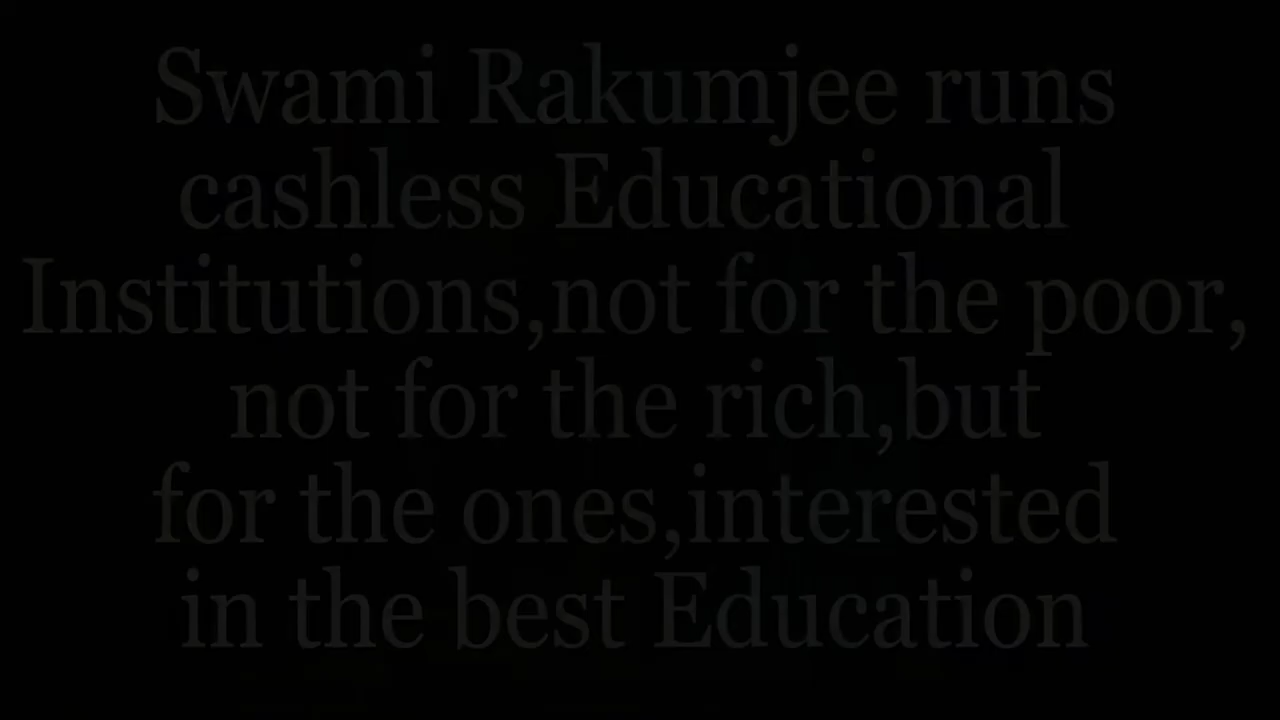 Swami Rakumjee runs
cashless Educational
Institutions,not for the poor,
not for the rich,but
for the ones,interested
in the best Education